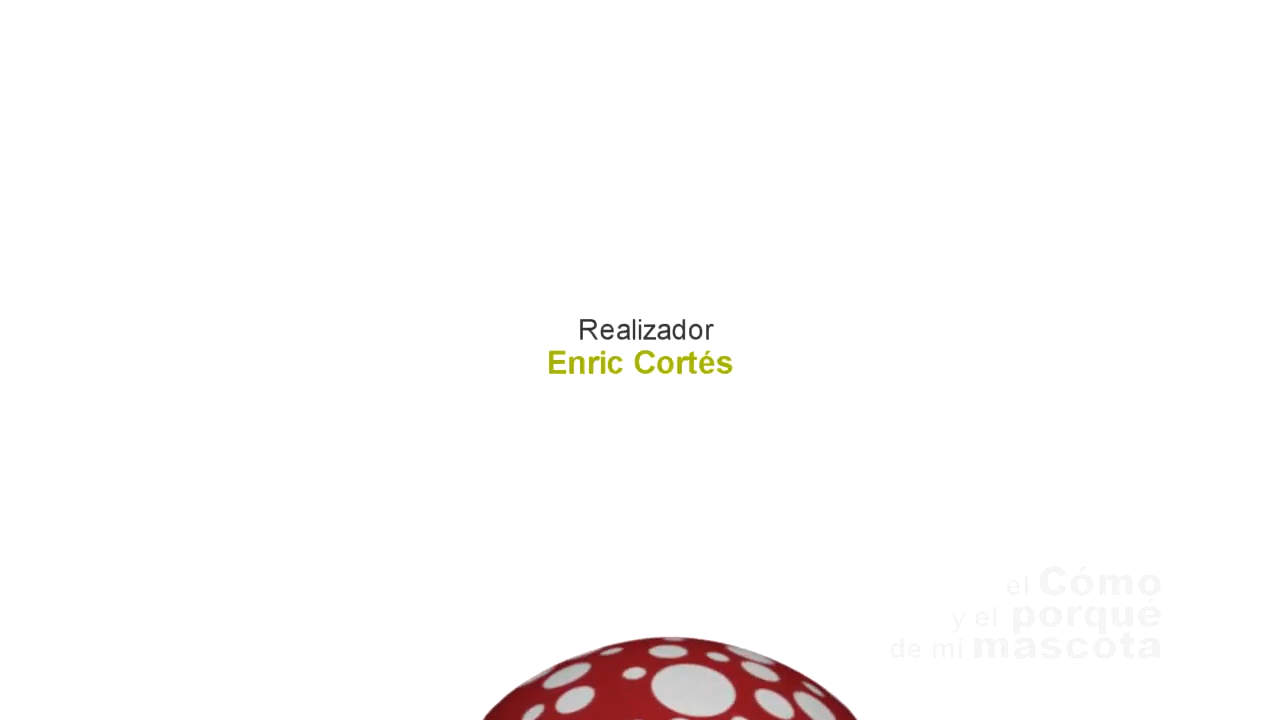 Realizador
Enric Cortés
el Cómo
y el porqué
de mi mascota